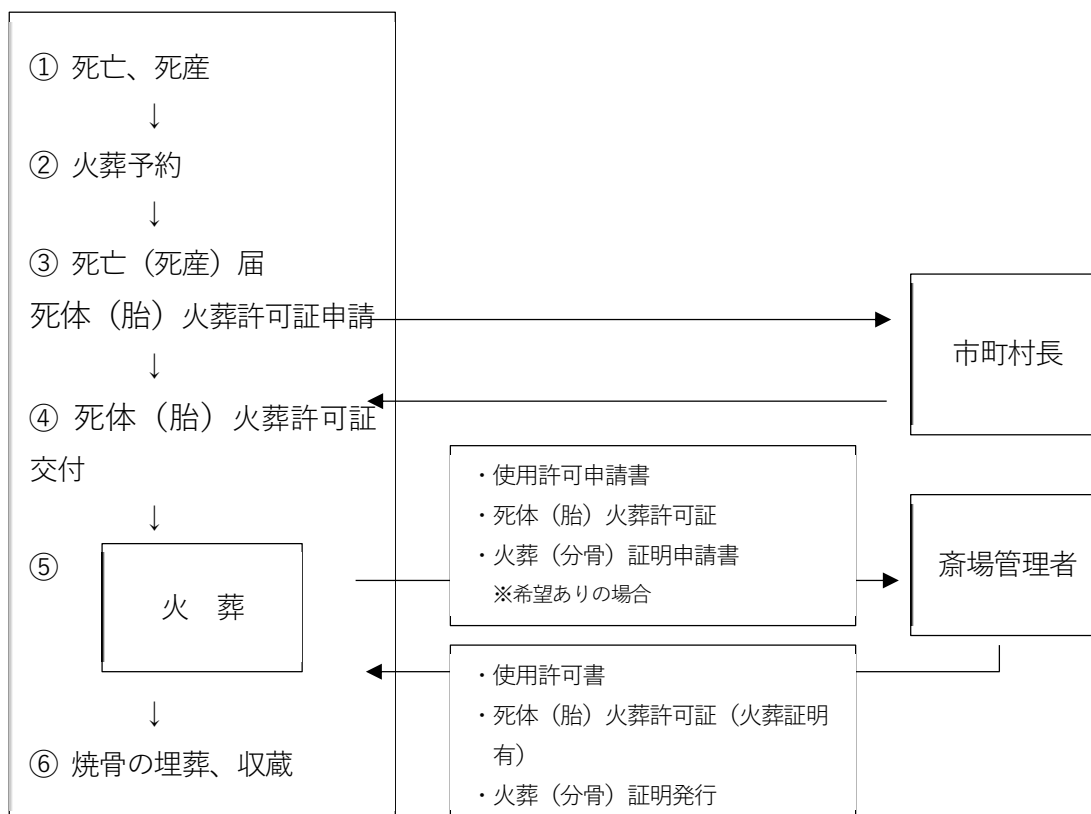 ① 死亡、死産
↓
② 火葬予約
↓
③ 死亡（死産）届
死体（胎）火葬許可証申請
↓
④ 死体（胎）火葬許可証
交付
↓
⑤
火　葬
↓
⑥ 焼骨の埋葬、収蔵
市町村長
・使用許可申請書
・死体（胎）火葬許可証
・火葬（分骨）証明申請書
※希望ありの場合
斎場管理者
・使用許可書
・死体（胎）火葬許可証（火葬証明
有）
・火葬（分骨）証明発行